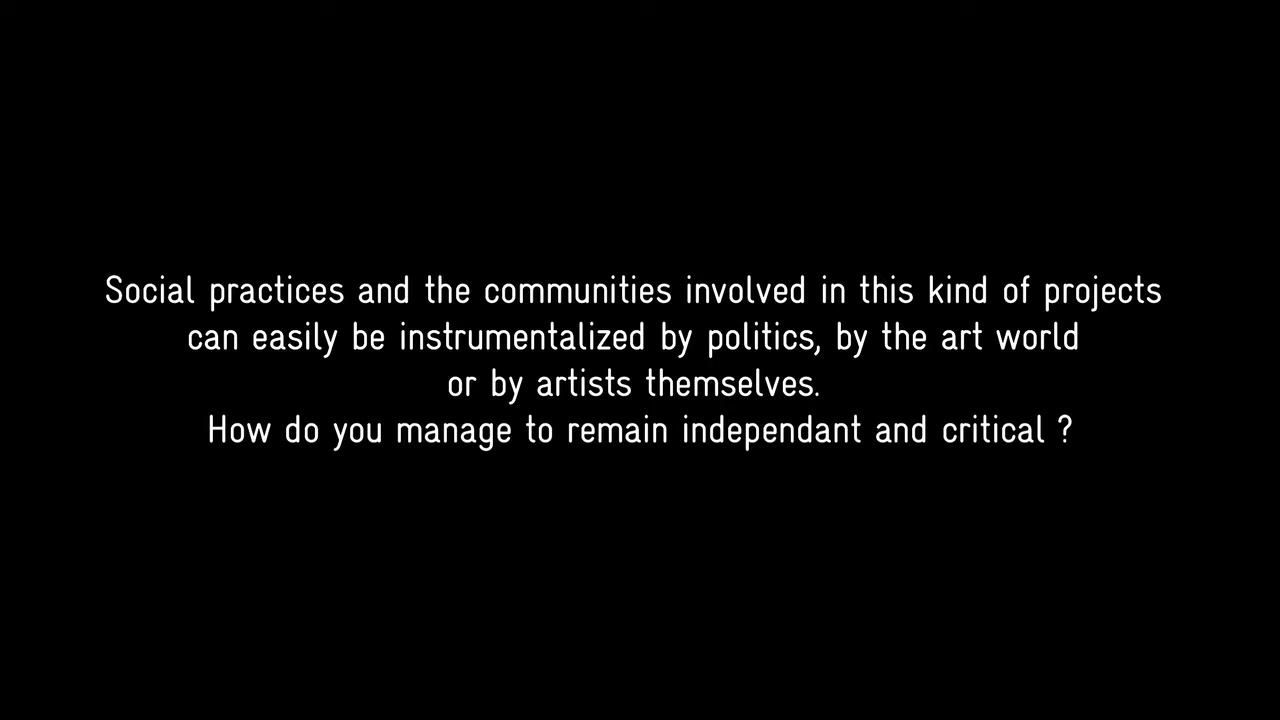 Social practices and the communities involved in this kind of projects
can easily be instrumentalized by politics, by the art world
or by artists themselves.
How do you manage to remain independant and critical ?